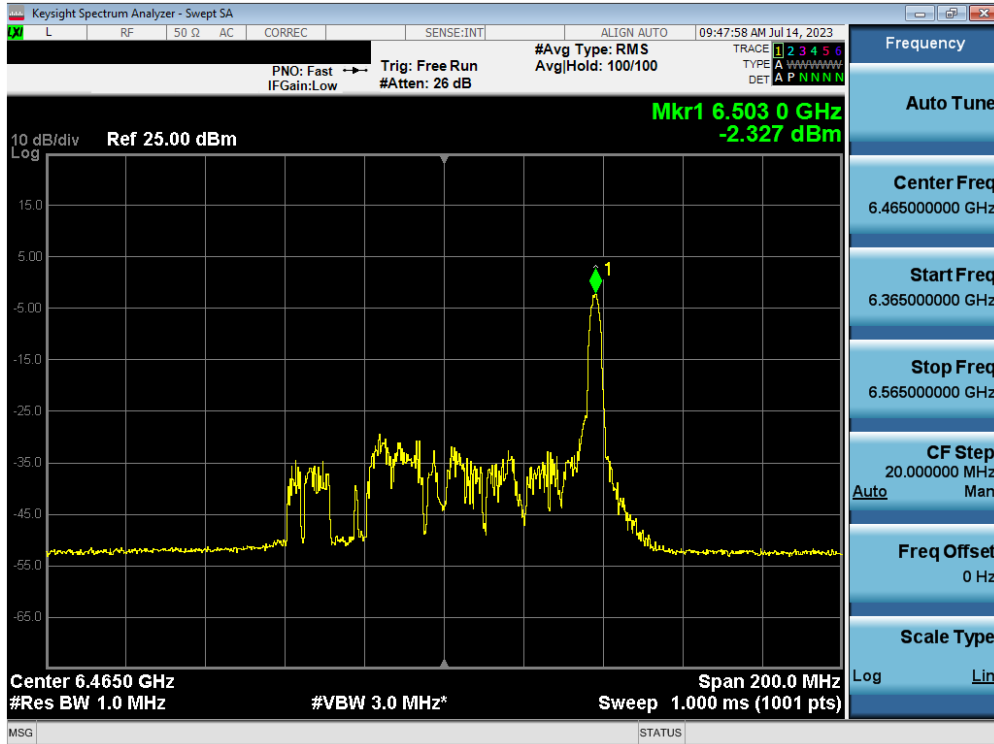 Keysight Spectrum Analyzer - Swept SA
LXI L RF 50 Ω AC CORREC SENSE:INT ALIGN AUTO 09:47:58 AM Jul 14, 2023
PNO: Fast
IFGain:Low
Trig: Free Run
#Atten: 26 dB
#Avg Type: RMS
Avg|Hold: 100/100
TRACE 1 2 3 4 5 6
TYPE A WWWWW
DET A P N N N N
Mkr1 6.503 0 GHz
-2.327 dBm
10 dB/div
Log
Ref 25.00 dBm
15.0
5.00
-5.00
-15.0
-25.0
-35.0
-45.0
-55.0
-65.0
1
Center 6.4650 GHz
Span 200.0 MHz
#Res BW 1.0 MHz
#VBW 3.0 MHz*
Sweep 1.000 ms (1001 pts)
MSG
STATUS
Frequency
Auto Tune
Center Freq
6.465000000 GHz
Start Freq
6.365000000 GHz
Stop Freq
6.565000000 GHz
CF Step
20.000000 MHz
Auto Man
Freq Offset
0 Hz
Scale Type
Log Lin